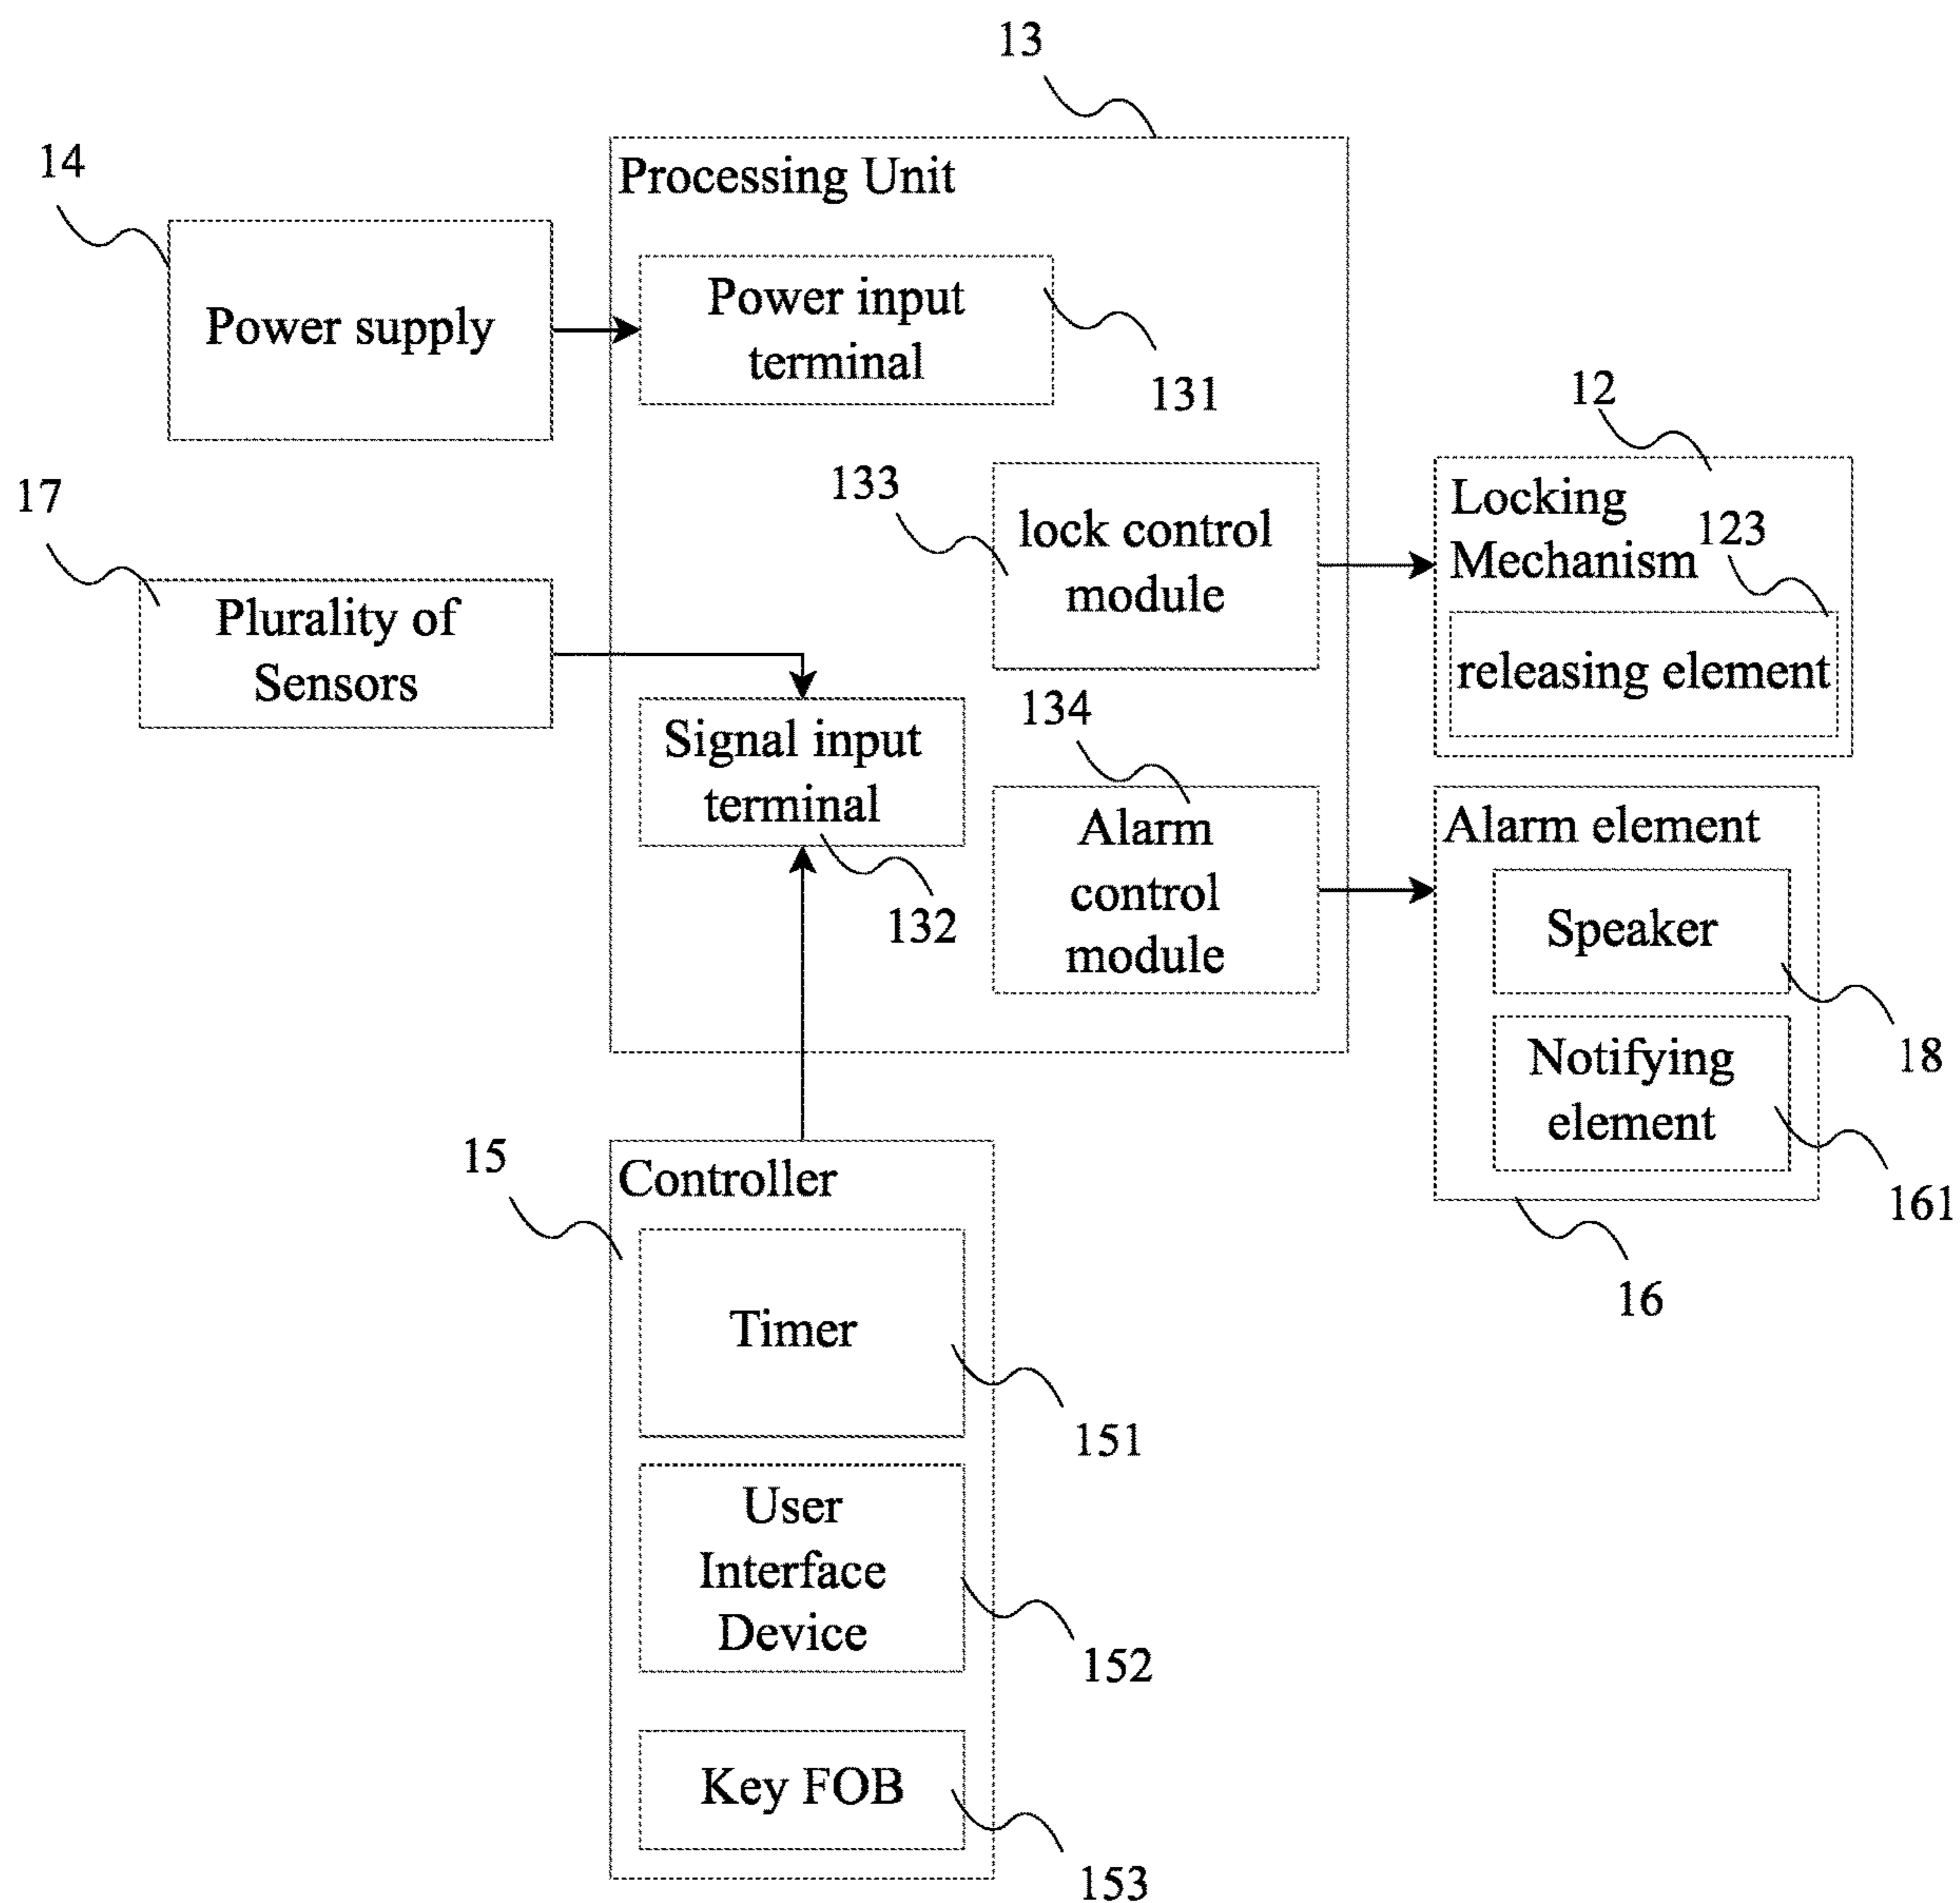 13
14
Processing Unit
Power supply
Power input
terminal
131
12
17
133
lock control
module
Locking
Mechanism
123
releasing element
Plurality of
Sensors
134
Signal input
terminal
132
Alarm
control
module
Alarm element
Speaker
18
Notifying
element
161
16
15
Controller
Timer
151
User
Interface
Device
152
Key FOB
153